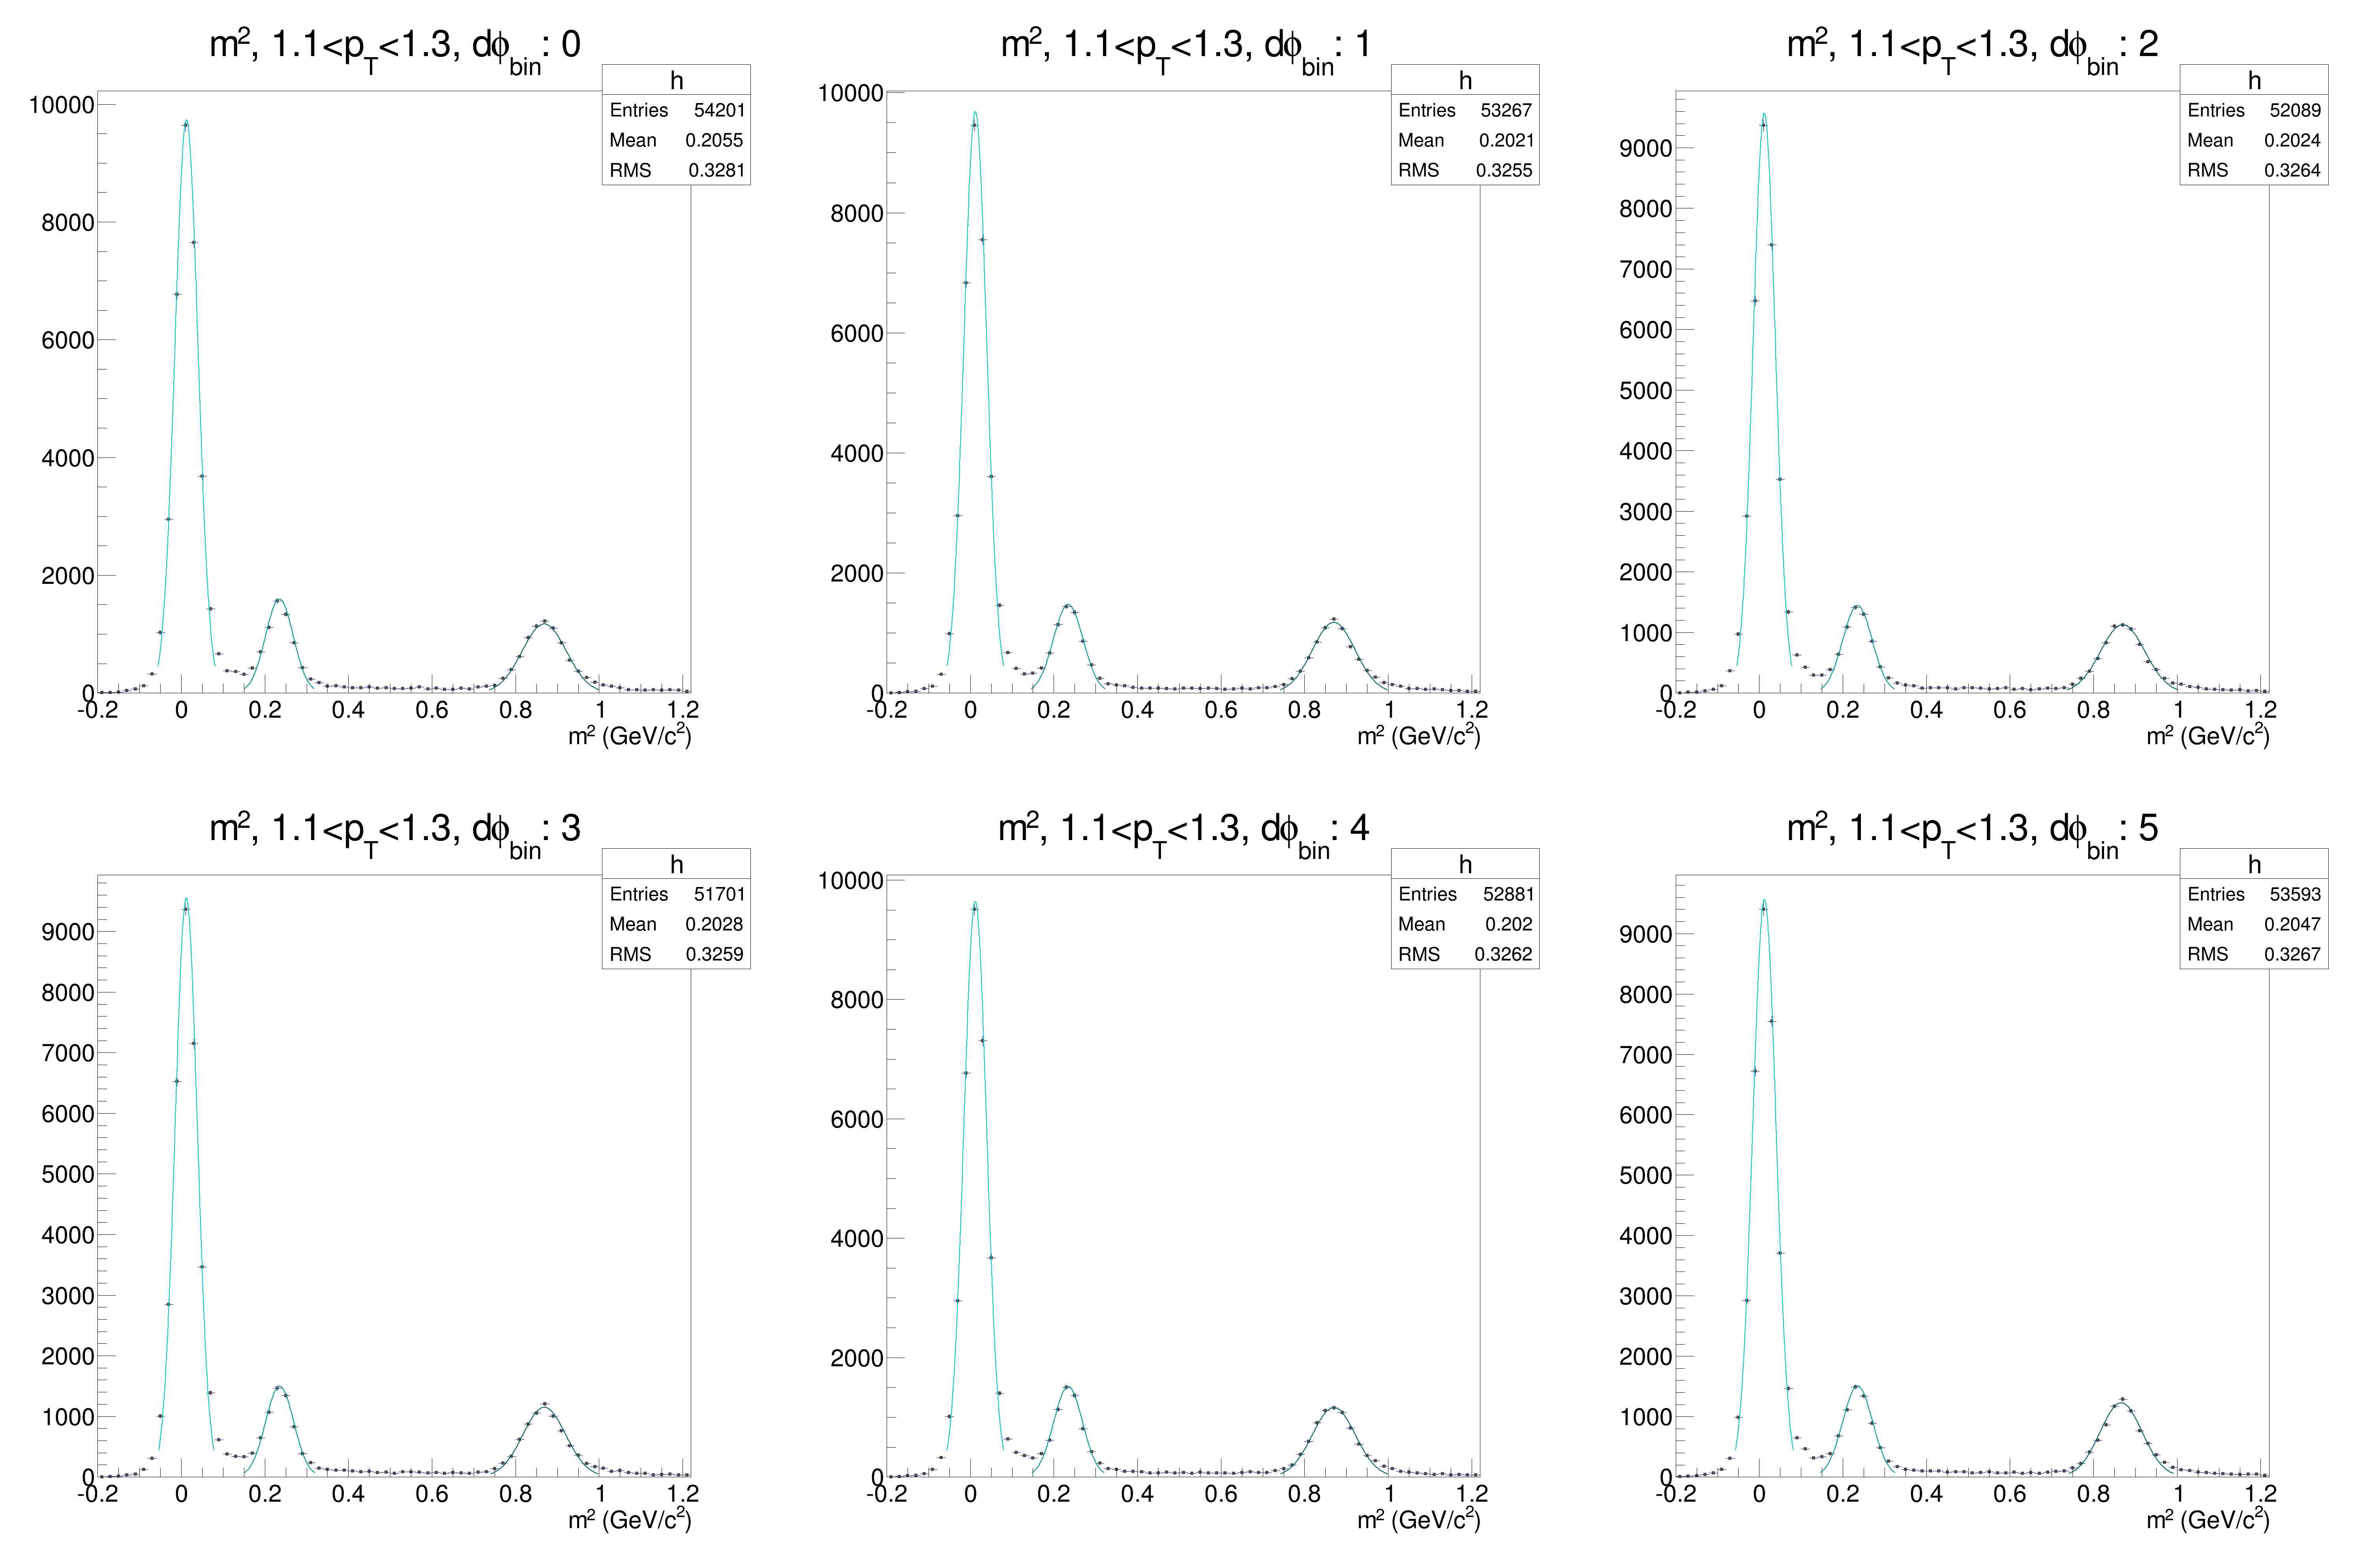 m², 1.1<p_T<1.3, dϕ_bin: 0
h
Entries 54201
Mean 0.2055
RMS 0.3281
10000
8000
6000
4000
2000
0
-0.2 0 0.2 0.4 0.6 0.8 1 1.2
m² (GeV/c²)
m², 1.1<p_T<1.3, dϕ_bin: 1
h
Entries 53267
Mean 0.2021
RMS 0.3255
10000
8000
6000
4000
2000
0
-0.2 0 0.2 0.4 0.6 0.8 1 1.2
m² (GeV/c²)
m², 1.1<p_T<1.3, dϕ_bin: 2
h
Entries 52089
Mean 0.2024
RMS 0.3264
9000
8000
7000
6000
5000
4000
3000
2000
1000
0
-0.2 0 0.2 0.4 0.6 0.8 1 1.2
m² (GeV/c²)
m², 1.1<p_T<1.3, dϕ_bin: 3
h
Entries 51701
Mean 0.2028
RMS 0.3259
9000
8000
7000
6000
5000
4000
3000
2000
1000
0
-0.2 0 0.2 0.4 0.6 0.8 1 1.2
m² (GeV/c²)
m², 1.1<p_T<1.3, dϕ_bin: 4
h
Entries 52881
Mean 0.202
RMS 0.3262
10000
8000
6000
4000
2000
0
-0.2 0 0.2 0.4 0.6 0.8 1 1.2
m² (GeV/c²)
m², 1.1<p_T<1.3, dϕ_bin: 5
h
Entries 53593
Mean 0.2047
RMS 0.3267
9000
8000
7000
6000
5000
4000
3000
2000
1000
0
-0.2 0 0.2 0.4 0.6 0.8 1 1.2
m² (GeV/c²)